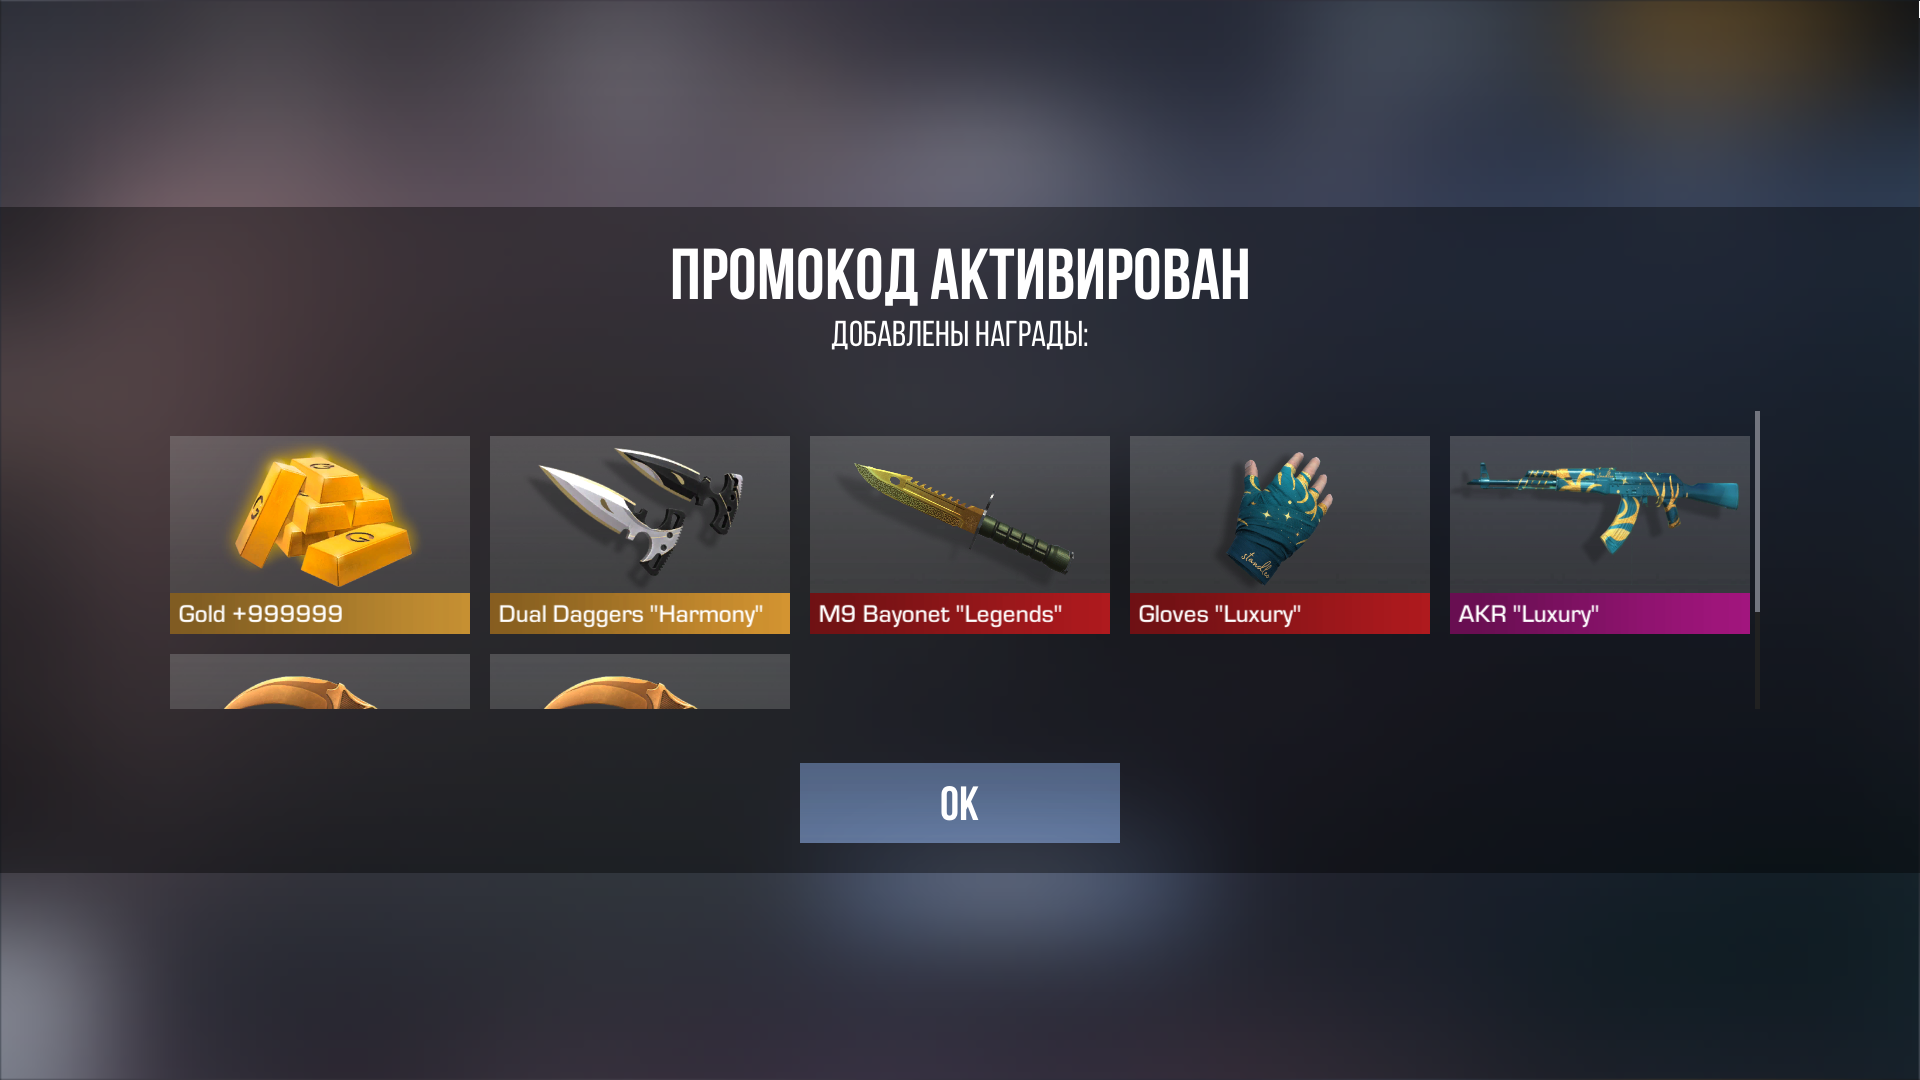 ПРОМОКОД АКТИВИРОВАН
ДОБАВЛЕНЫ НАГРАДЫ:
Gold +999999
Dual Daggers "Harmony"
M9 Bayonet "Legends"
Gloves "Luxury"
AKR "Luxury"
OK